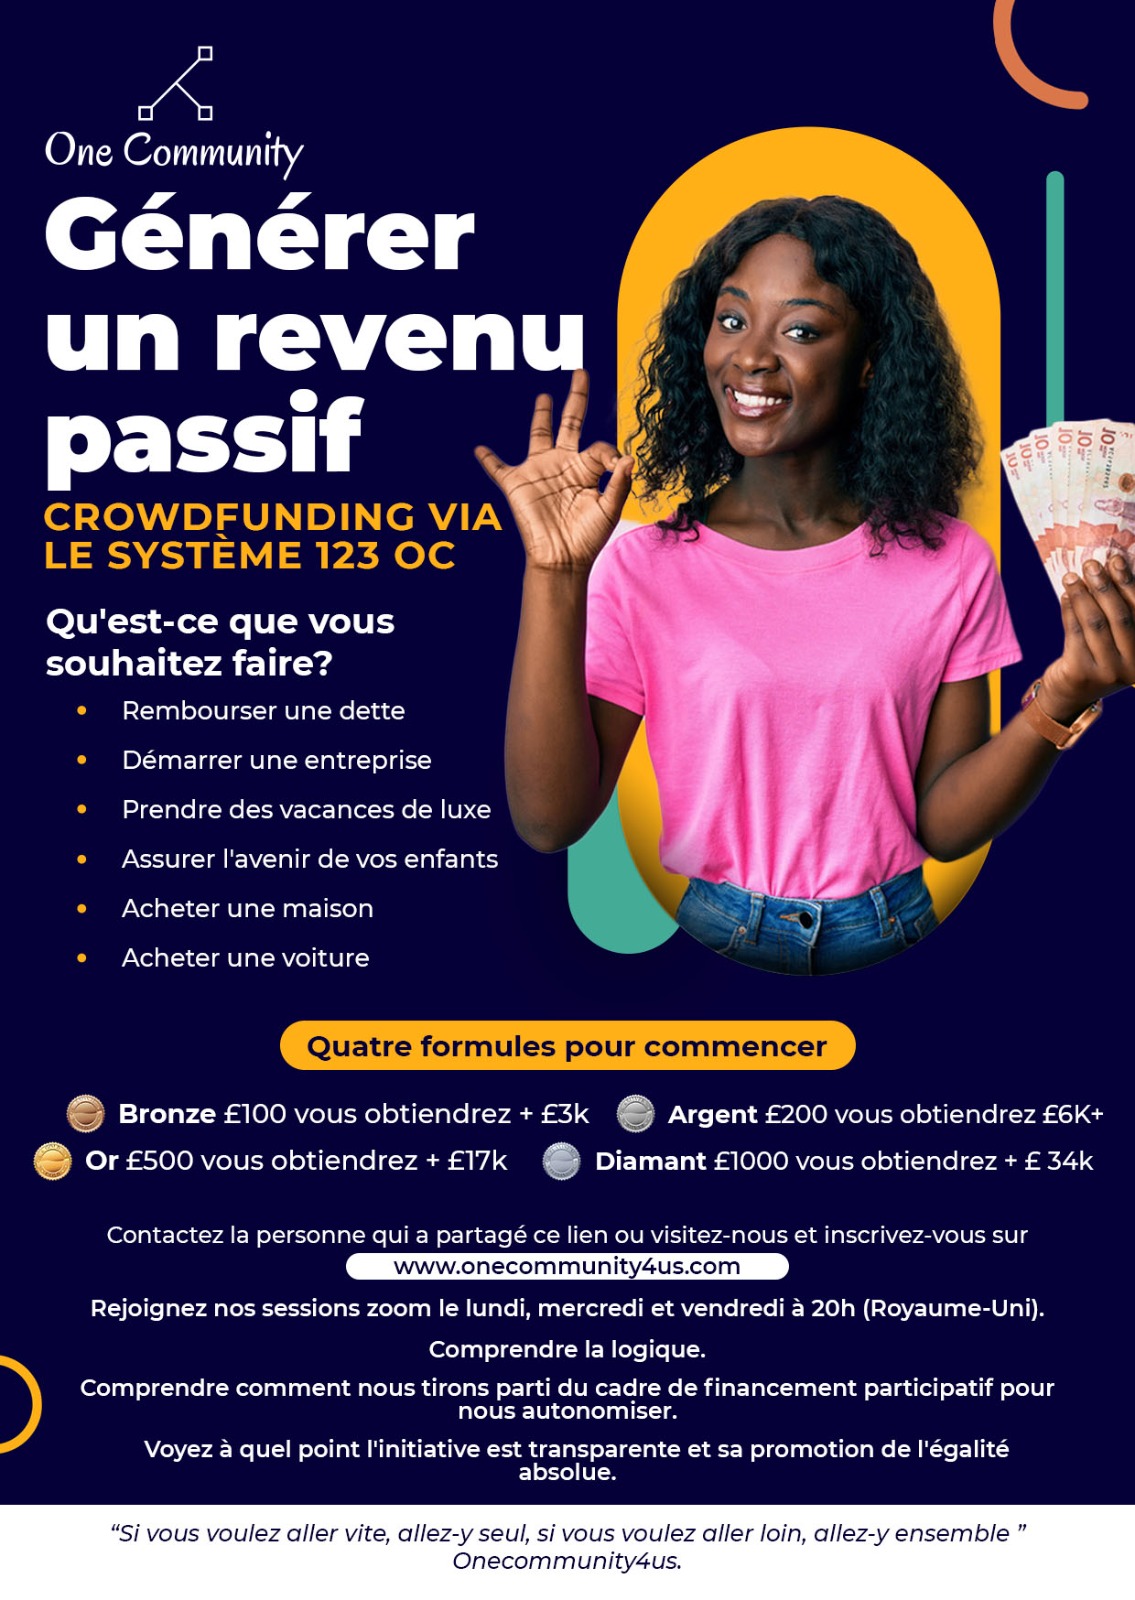 One Community
Générer
un revenu
passif
CROWDFUNDING VIA
LE SYSTÈME 123 OC
Qu'est-ce que vous
souhaitez faire?
• Rembourser une dette
• Démarrer une entreprise
• Prendre des vacances de luxe
• Assurer l'avenir de vos enfants
• Acheter une maison
• Acheter une voiture
Quatre formules pour commencer
Bronze £100 vous obtiendrez + £3k
Argent £200 vous obtiendrez £6K+
Or £500 vous obtiendrez + £17k
Diamant £1000 vous obtiendrez + £ 34k
Contactez la personne qui a partagé ce lien ou visitez-nous et inscrivez-vous sur
www.onecommunity4us.com
Rejoignez nos sessions zoom le lundi, mercredi et vendredi à 20h (Royaume-Uni).
Comprendre la logique.
Comprendre comment nous tirons parti du cadre de financement participatif pour
nous autonomiser.
Voyez à quel point l'initiative est transparente et sa promotion de l'égalité
absolue.
“Si vous voulez aller vite, allez-y seul, si vous voulez aller loin, allez-y ensemble ”
Onecommunity4us.